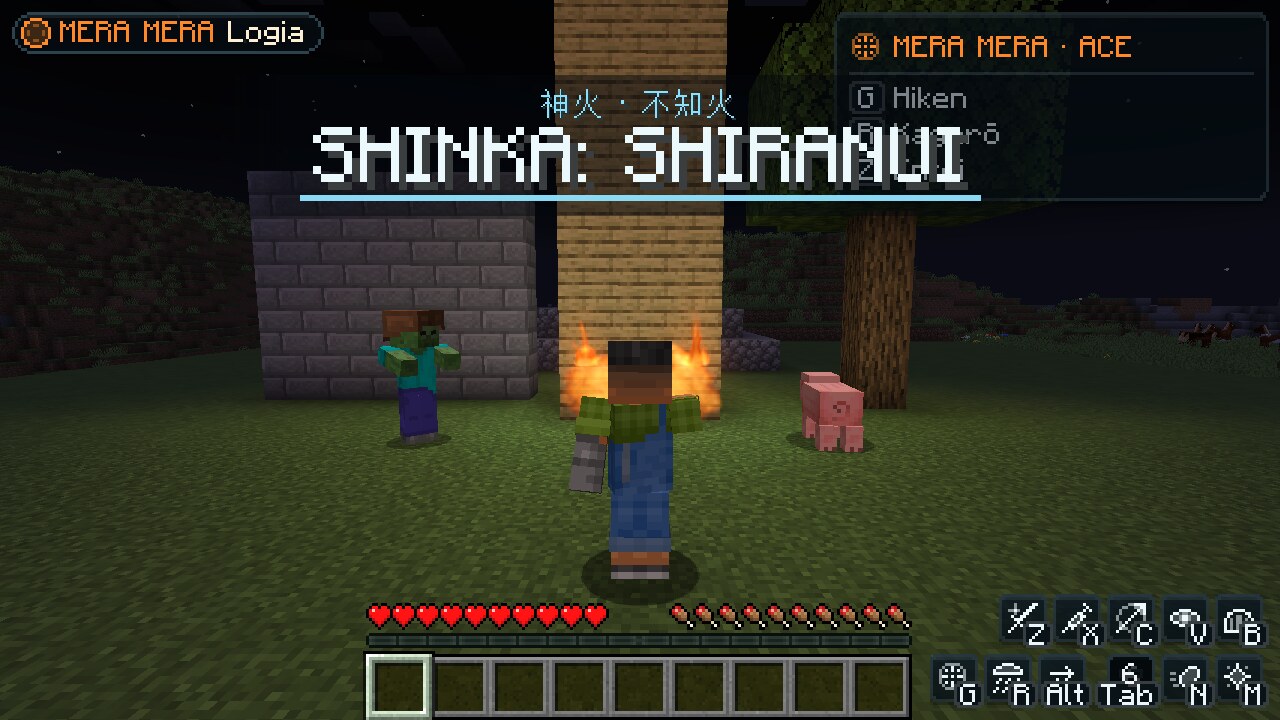 MERA MERA Logia
MERA MERA · ACE
G Hiken
R
Z
神火 · 不知火
SHINKA: SHIRANUI
Z X C V B
G R Alt 6 Tab N M